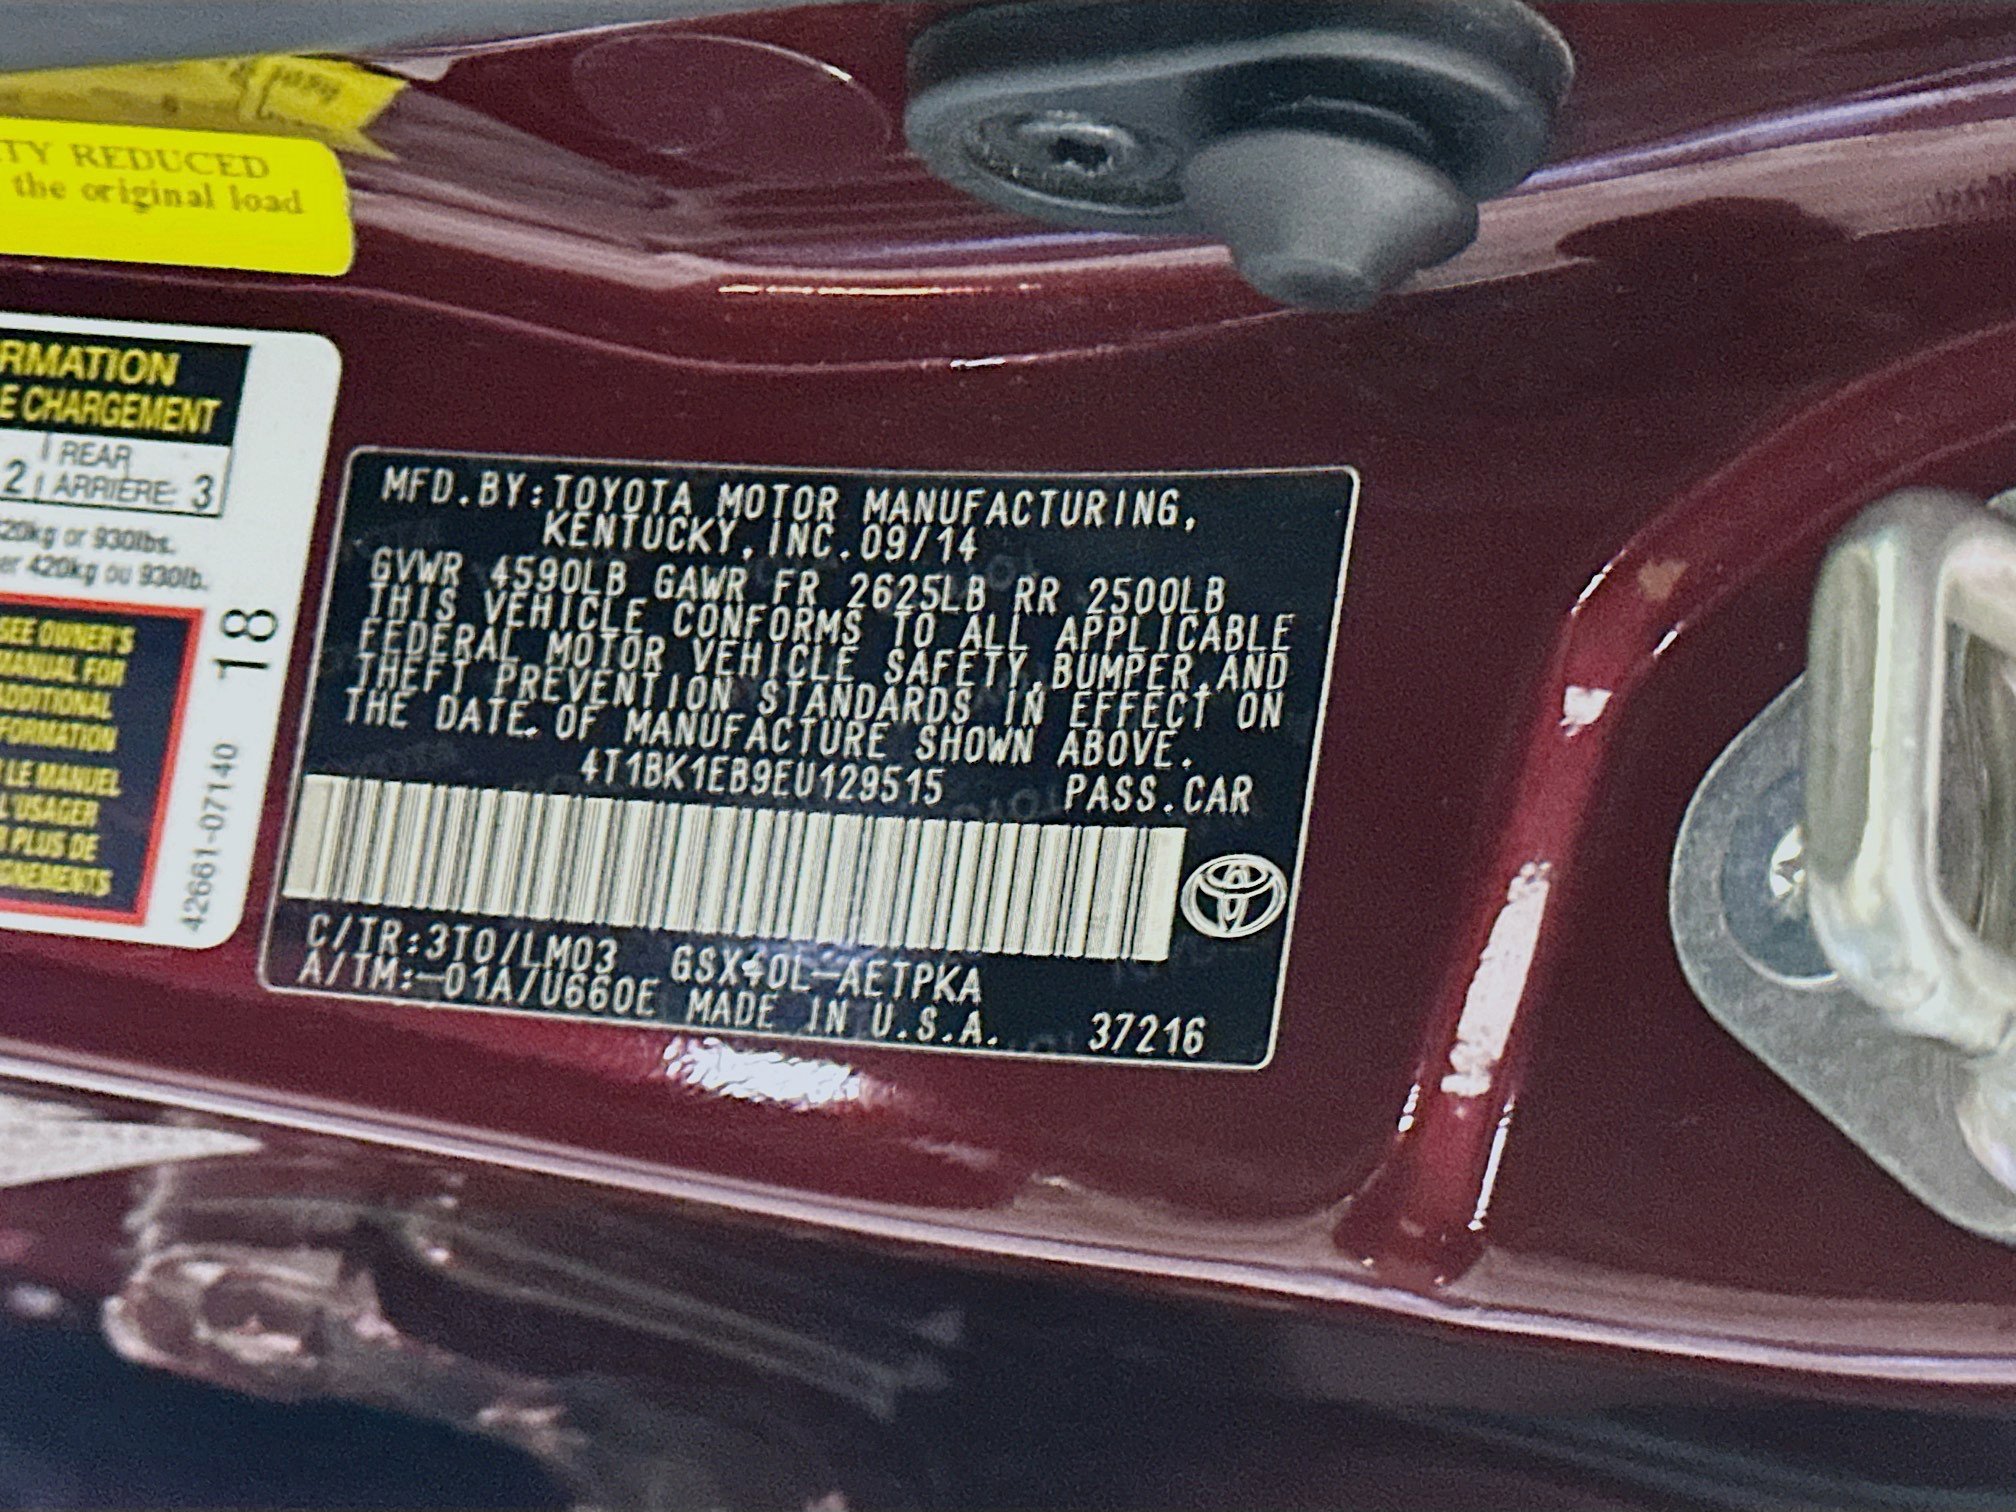 TY REDUCED
the original load
RMATION
E CHARGEMENT
2 REAR
ARRIERE: 3
420kg or 930lbs.
er 420kg ou 930lb.
SEE OWNER'S
MANUAL FOR
ADDITIONAL
FORMATION
LE MANUEL
L'USAGER
R PLUS DE
GNEMENTS
18
42661-07140
MFD.BY:TOYOTA MOTOR MANUFACTURING,
KENTUCKY,INC.09/14
GVWR 4590LB GAWR FR 2625LB RR 2500LB
THIS VEHICLE CONFORMS TO ALL APPLICABLE
FEDERAL MOTOR VEHICLE SAFETY,BUMPER,AND
THEFT PREVENTION STANDARDS IN EFFECT ON
THE DATE OF MANUFACTURE SHOWN ABOVE.
4T1BK1EB9EU129515 PASS.CAR
C/TR:3T0/LM03 GSX40L-AETPKA
A/TM:-01A/U660E MADE IN U.S.A. 37216